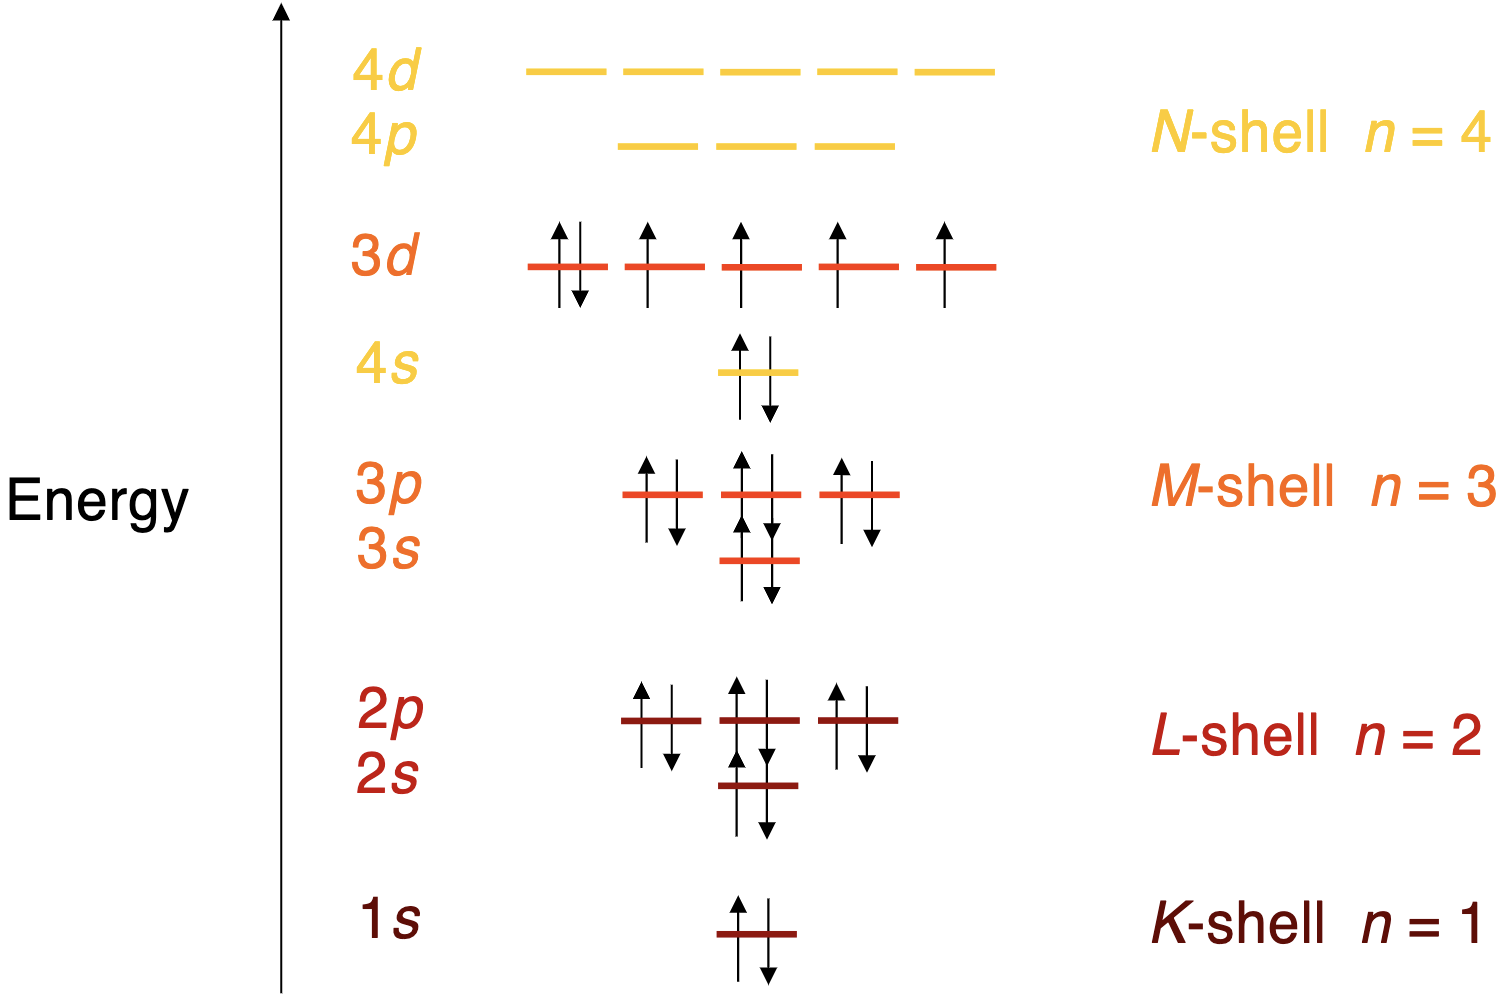 4d
4p
N-shell n = 4
3d
4s
Energy
3p
M-shell n = 3
3s
2p
L-shell n = 2
2s
1s
K-shell n = 1